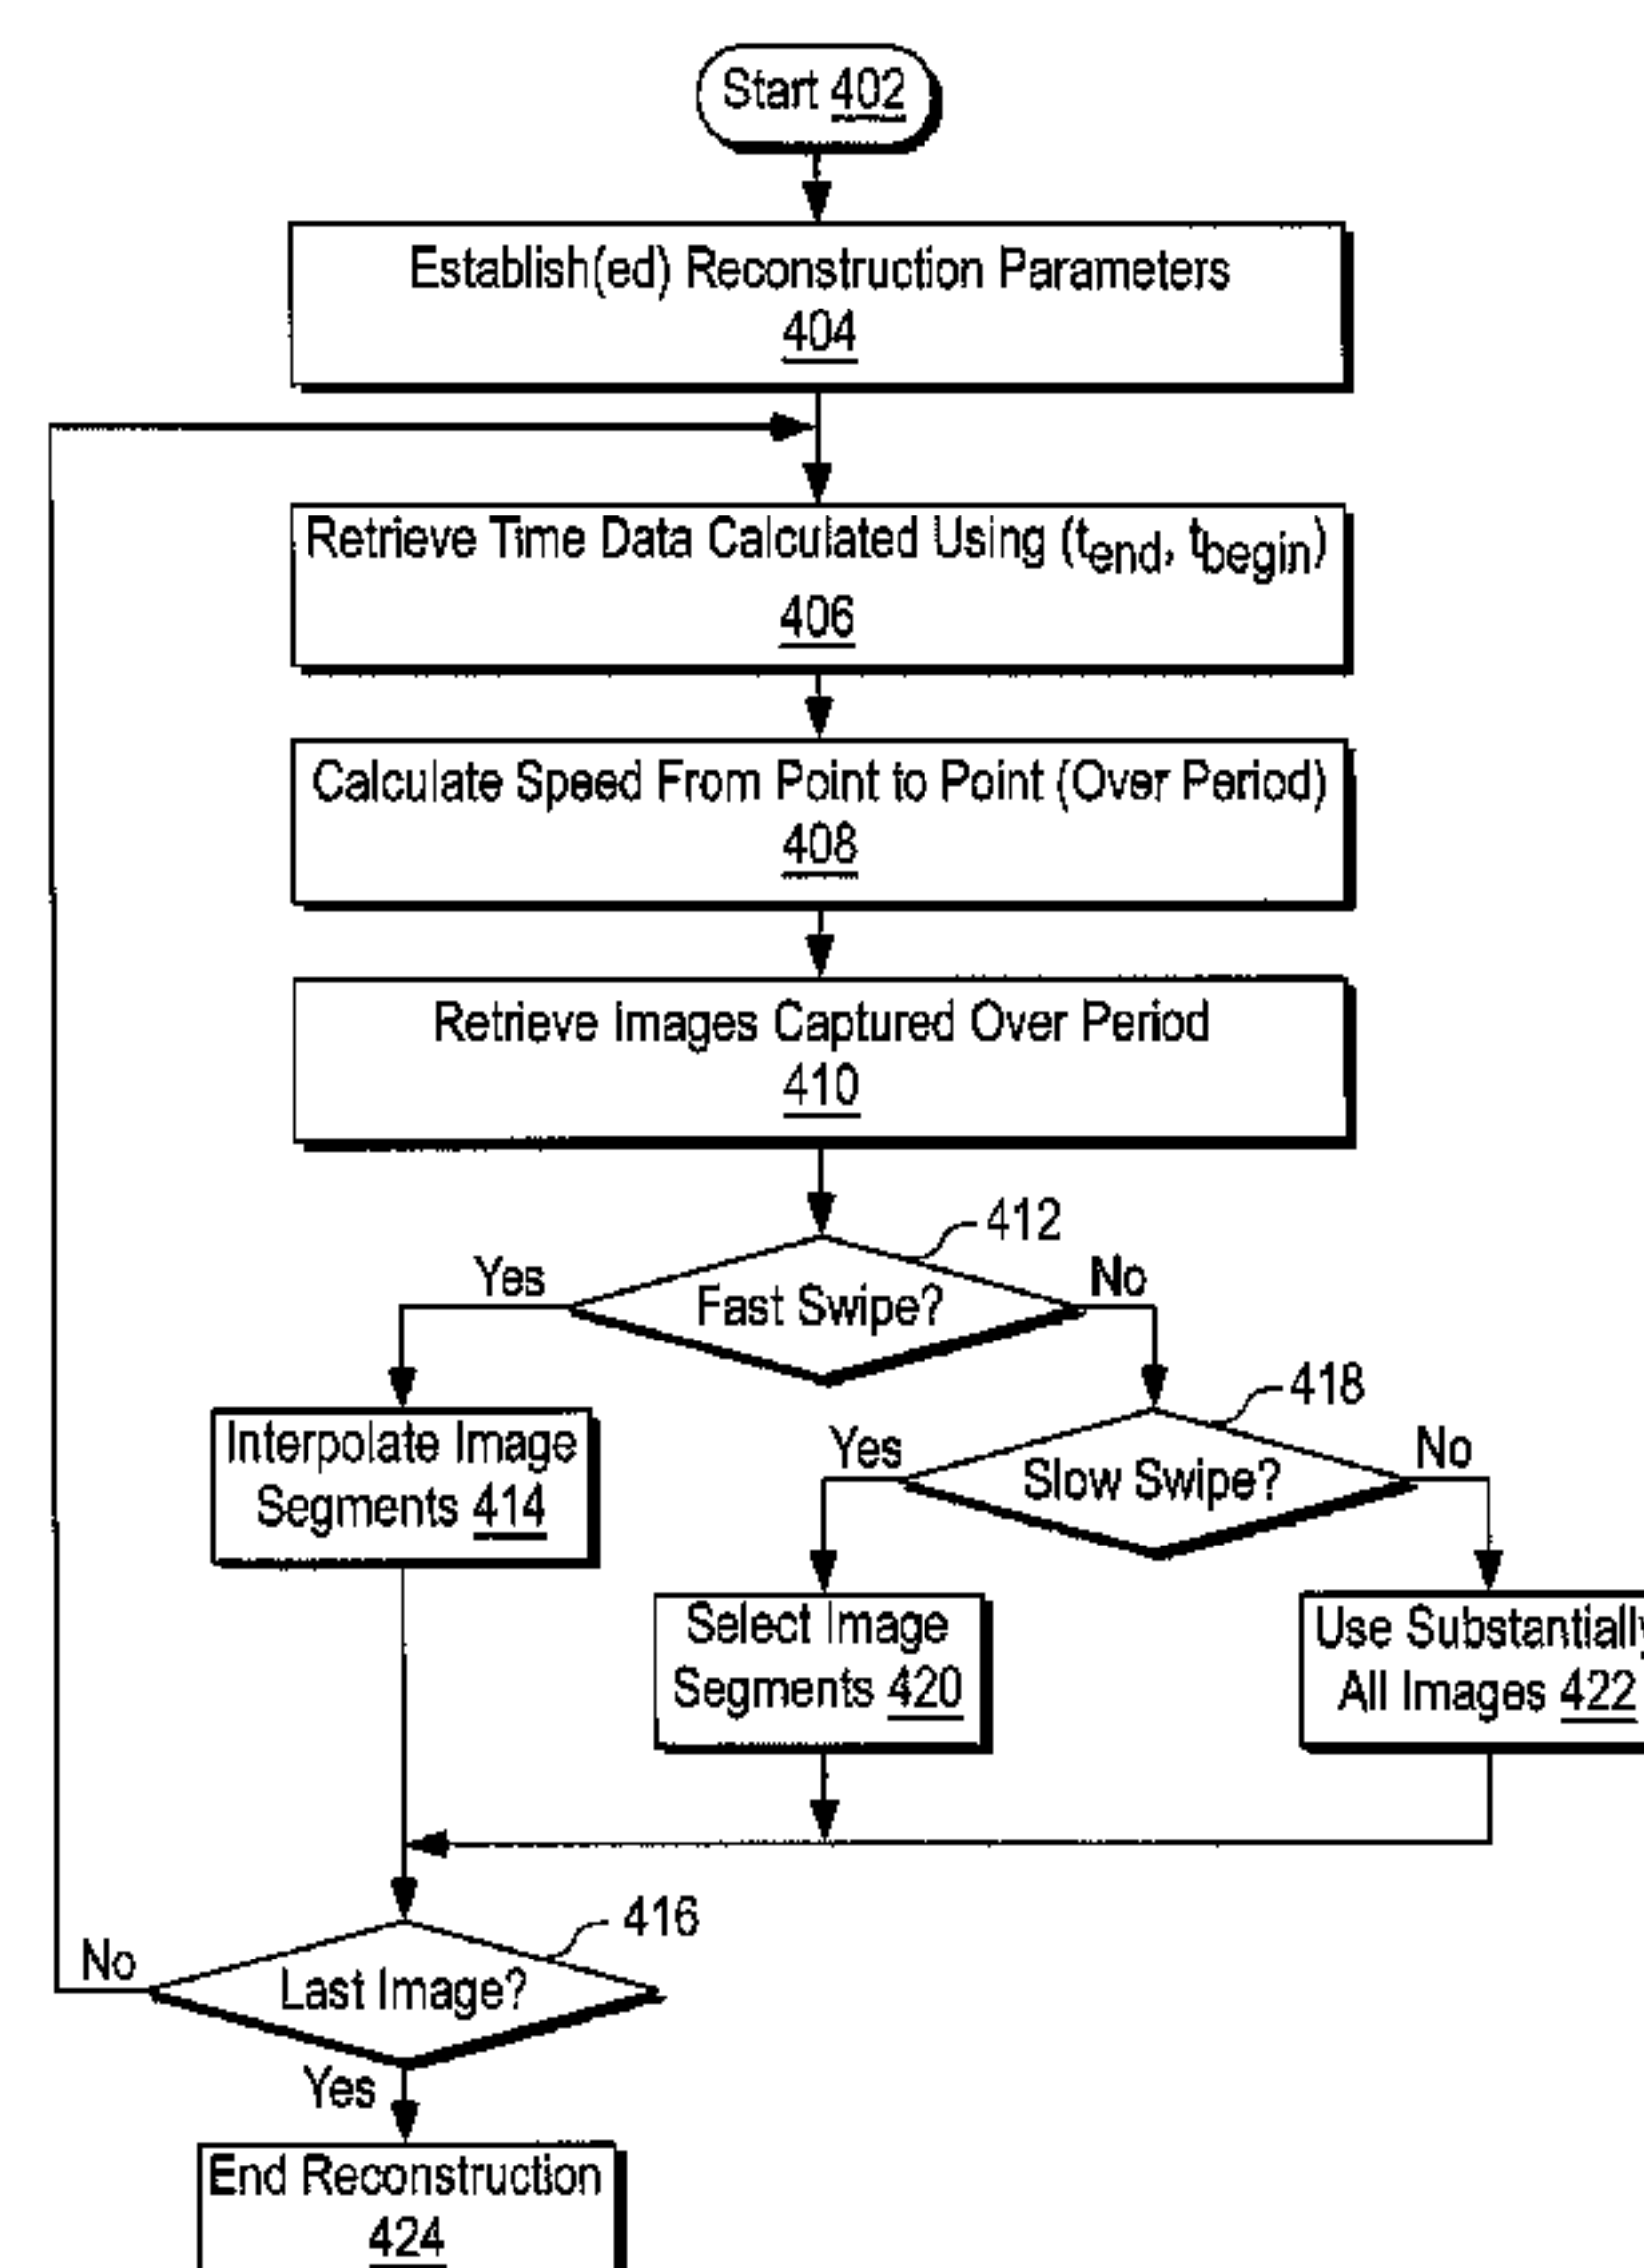 Start 402
Establish(ed) Reconstruction Parameters
404
Retrieve Time Data Calculated Using (tend, tbegin)
406
Calculate Speed From Point to Point (Over Period)
408
Retrieve Images Captured Over Period
410
412
Yes
No
Fast Swipe?
418
Interpolate Image
Segments 414
Yes
No
Slow Swipe?
Select Image
Segments 420
Use Substantially
All Images 422
416
No
Last Image?
Yes
End Reconstruction
424